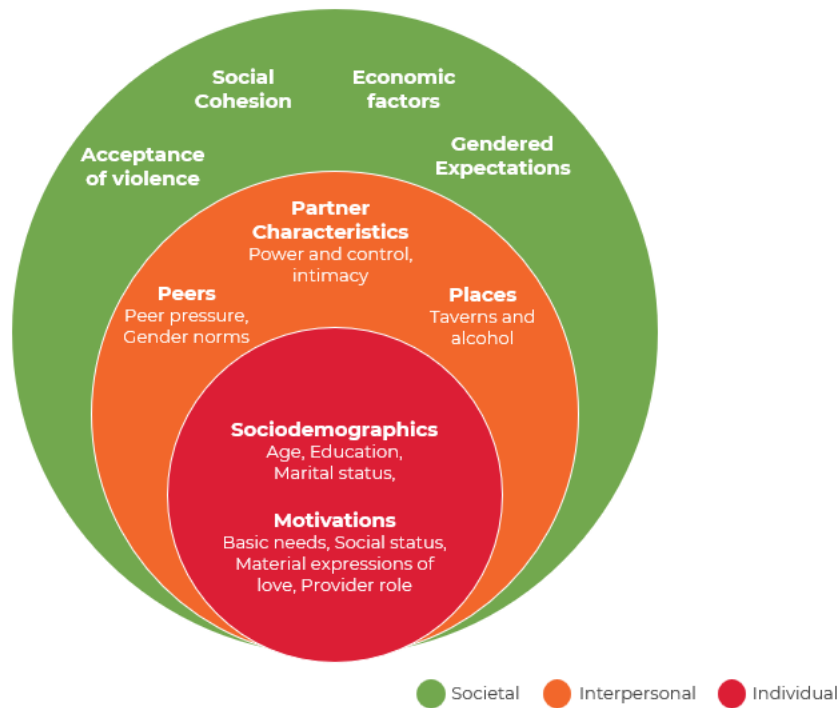 Social
Cohesion
Economic
factors
Acceptance
of violence
Gendered
Expectations
Partner
Characteristics
Power and control,
intimacy
Peers
Peer pressure,
Gender norms
Places
Taverns and
alcohol
Sociodemographics
Age, Education,
Marital status,
Motivations
Basic needs, Social status,
Material expressions of
love, Provider role
Societal
Interpersonal
Individual